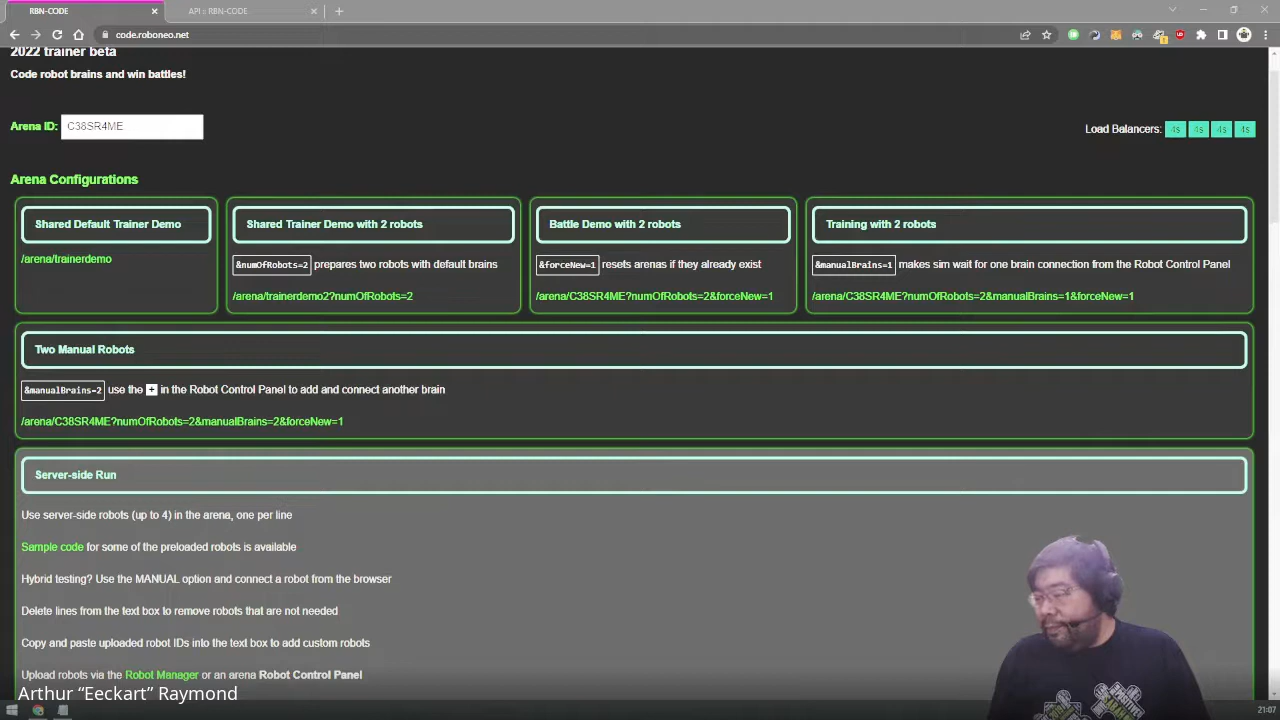 RBN-CODE
API :: RBN-CODE
code.roboneo.net
2022 trainer beta
Code robot brains and win battles!
Arena ID: C38SR4ME
Load Balancers: 4s 4s 4s 4s
Arena Configurations
Shared Default Trainer Demo
/arena/trainerdemo
Shared Trainer Demo with 2 robots
&numOfRobots=2 prepares two robots with default brains
/arena/trainerdemo2?numOfRobots=2
Battle Demo with 2 robots
&forceNew=1 resets arenas if they already exist
/arena/C38SR4ME?numOfRobots=2&forceNew=1
Training with 2 robots
&manualBrains=1 makes sim wait for one brain connection from the Robot Control Panel
/arena/C38SR4ME?numOfRobots=2&manualBrains=1&forceNew=1
Two Manual Robots
&manualBrains=2 use the + in the Robot Control Panel to add and connect another brain
/arena/C38SR4ME?numOfRobots=2&manualBrains=2&forceNew=1
Server-side Run
Use server-side robots (up to 4) in the arena, one per line
Sample code for some of the preloaded robots is available
Hybrid testing? Use the MANUAL option and connect a robot from the browser
Delete lines from the text box to remove robots that are not needed
Copy and paste uploaded robot IDs into the text box to add custom robots
Upload robots via the Robot Manager or an arena Robot Control Panel
Arthur “Eeckart” Raymond
21:07